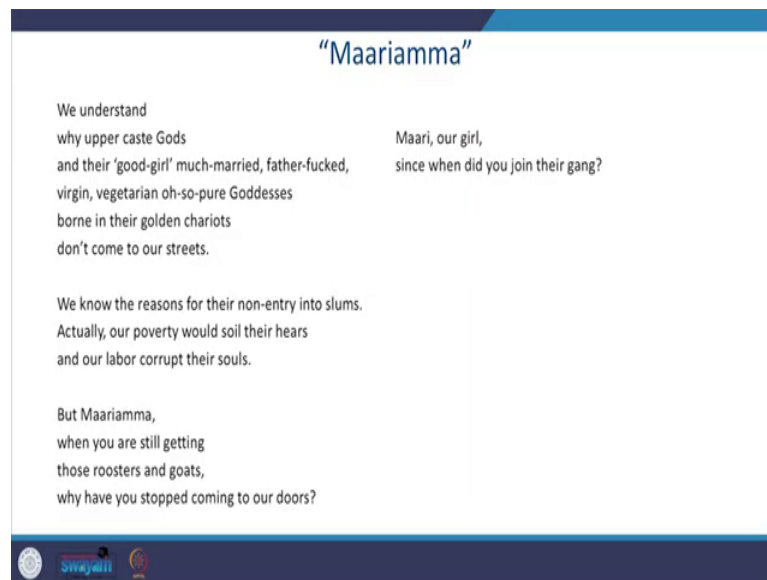 “Maariamma”
We understand
why upper caste Gods
and their ‘good-girl’ much-married, father-fucked,
virgin, vegetarian oh-so-pure Goddesses
borne in their golden chariots
don’t come to our streets.
We know the reasons for their non-entry into slums.
Actually, our poverty would soil their hears
and our labor corrupt their souls.
But Maariamma,
when you are still getting
those roosters and goats,
why have you stopped coming to our doors?
Maari, our girl,
since when did you join their gang?
swayam